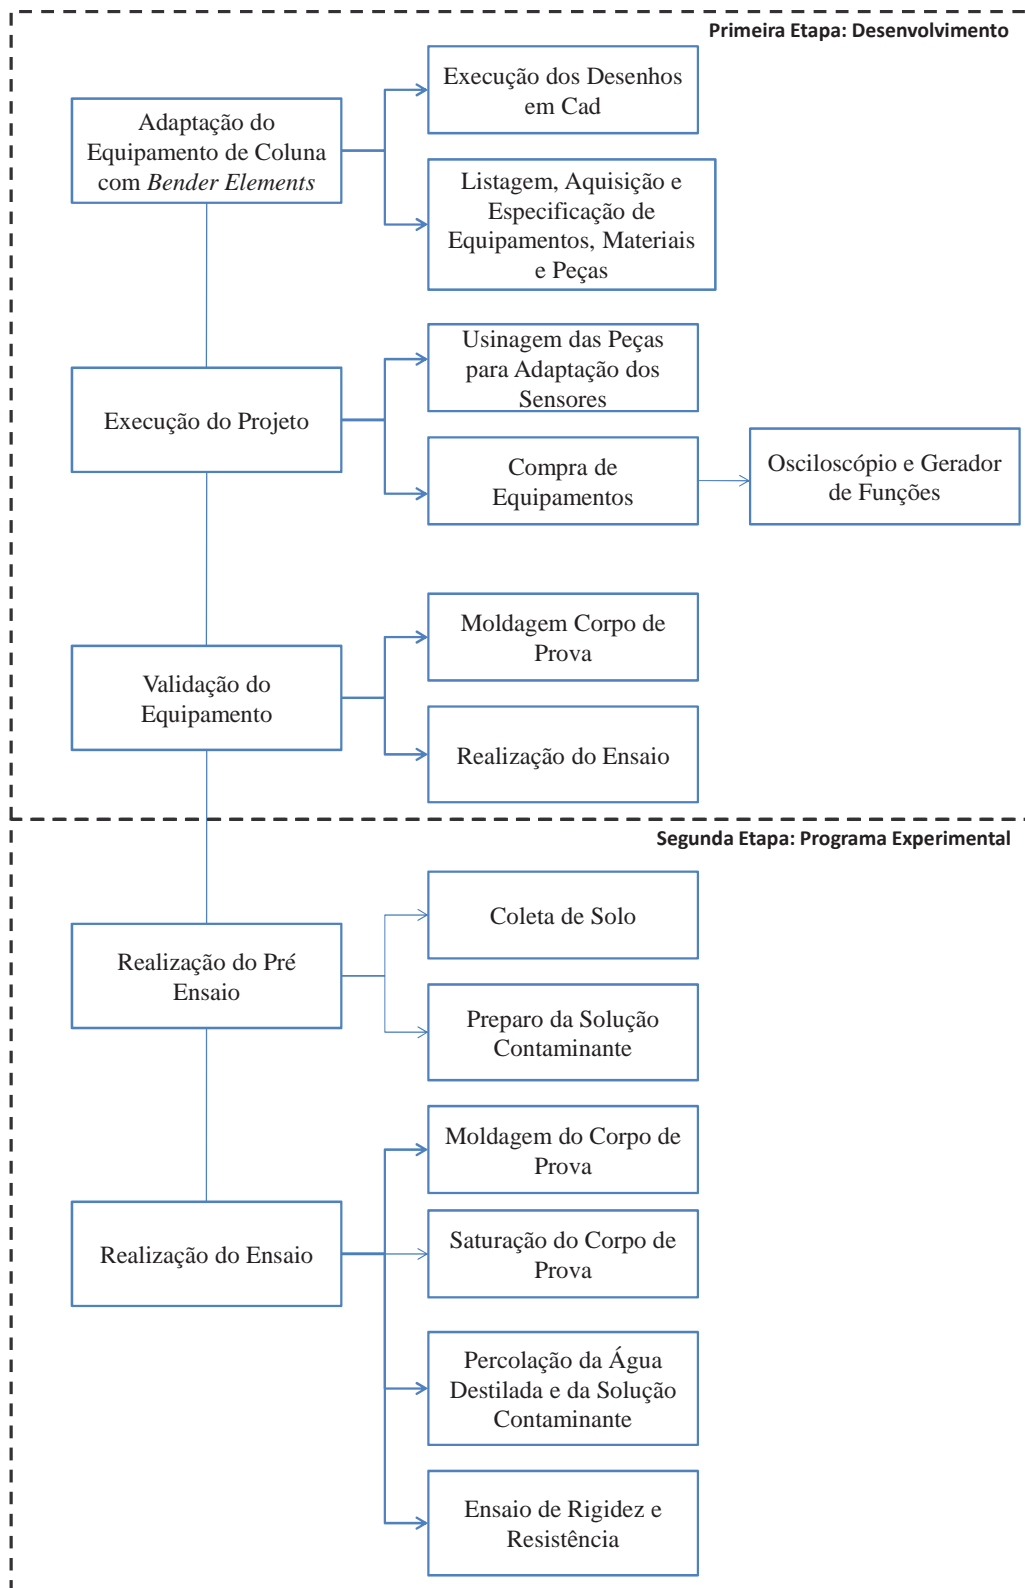 Primeira Etapa: Desenvolvimento
Adaptação do
Equipamento de Coluna
com Bender Elements
Execução dos Desenhos
em Cad
Listagem, Aquisição e
Especificação de
Equipamentos, Materiais
e Peças
Execução do Projeto
Usinagem das Peças
para Adaptação dos
Sensores
Compra de
Equipamentos
Osciloscópio e Gerador
de Funções
Validação do
Equipamento
Moldagem Corpo de
Prova
Realização do Ensaio
Segunda Etapa: Programa Experimental
Realização do Pré
Ensaio
Coleta de Solo
Preparo da Solução
Contaminante
Realização do Ensaio
Moldagem do Corpo de
Prova
Saturação do Corpo de
Prova
Percolação da Água
Destilada e da Solução
Contaminante
Ensaio de Rigidez e
Resistência